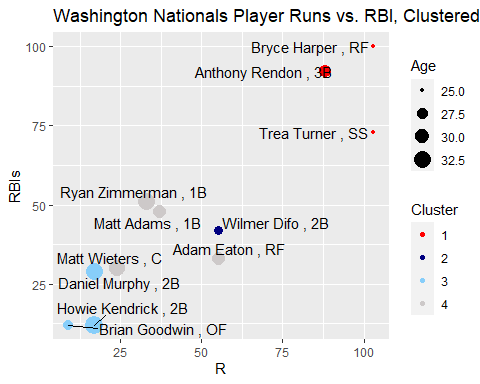 Washington Nationals Player Runs vs. RBI, Clustered
100
75
50
25
RBIs
Bryce Harper , RF
Anthony Rendon , 3B
Trea Turner , SS
Ryan Zimmerman , 1B
Matt Adams , 1B
Wilmer Difo , 2B
Adam Eaton , RF
Matt Wieters , C
Daniel Murphy , 2B
Howie Kendrick , 2B
Brian Goodwin , OF
25
50
75
100
R
Age
25.0
27.5
30.0
32.5
Cluster
1
2
3
4